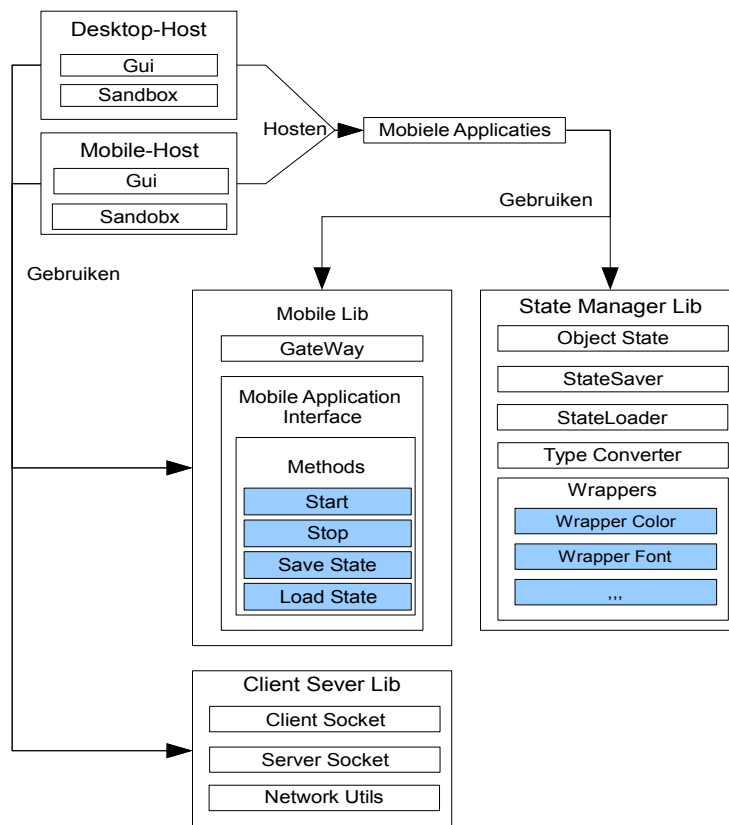 Desktop-Host
Gui
Sandbox
Mobile-Host
Gui
Sandobx
Hosten
Mobiele Applicaties
Gebruiken
Gebruiken
Mobile Lib
GateWay
Mobile Application
Interface
Methods
Start
Stop
Save State
Load State
State Manager Lib
Object State
StateSaver
StateLoader
Type Converter
Wrappers
Wrapper Color
Wrapper Font
,,,
Client Sever Lib
Client Socket
Server Socket
Network Utils